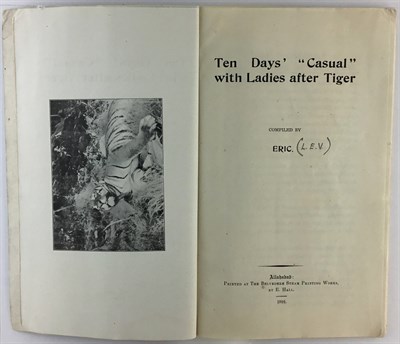 Ten Days' "Casual"
with Ladies after Tiger
COMPILED BY
ERIC. (L.E.V.)
Allahabad:
PRINTED AT THE BELVEDERE STEAM PRINTING WORKS,
BY E. HALL.